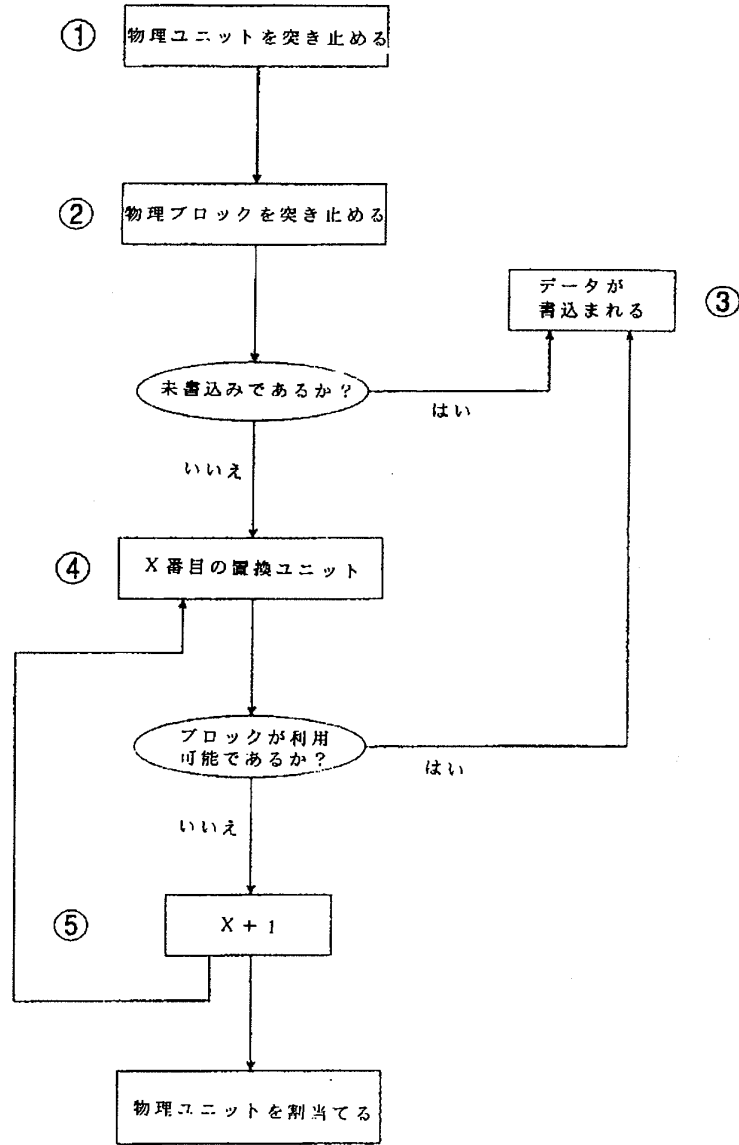 ① 物理ユニットを突き止める
② 物理ブロックを突き止める
データが
書込まれる ③
未書込みであるか?
はい
いいえ
④ X番目の置換ユニット
ブロックが利用
可能であるか?
はい
いいえ
⑤ X+1
物理ユニットを割当てる